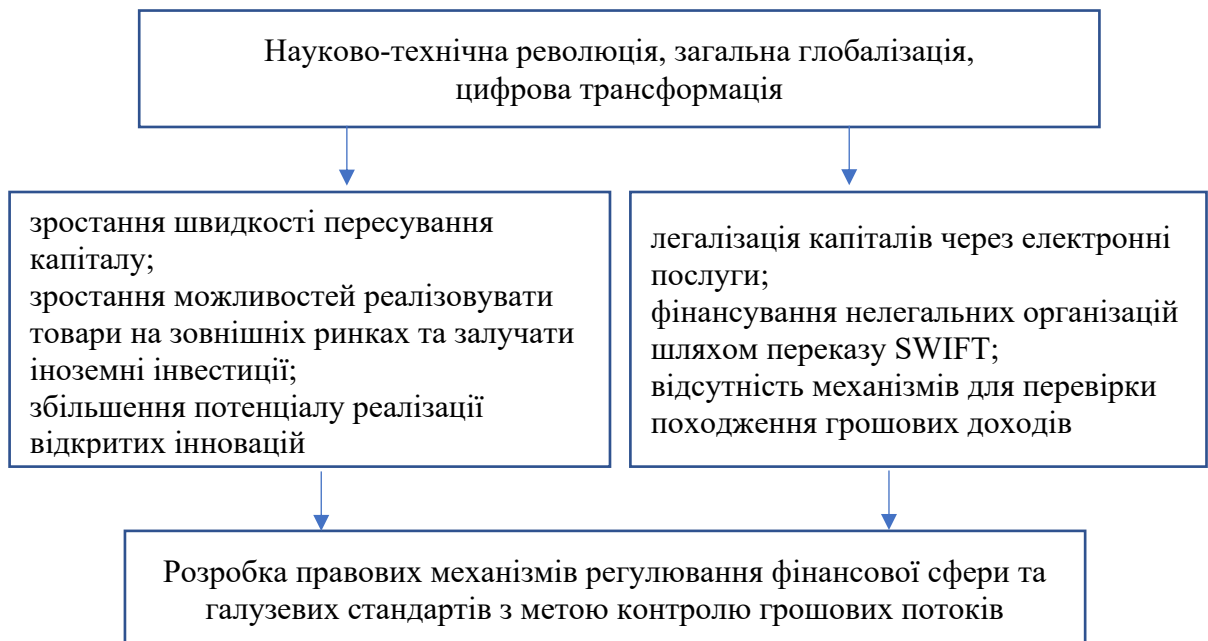 Науково-технічна революція, загальна глобалізація,
цифрова трансформація
зростання швидкості пересування
капіталу;
зростання можливостей реалізовувати
товари на зовнішніх ринках та залучати
іноземні інвестиції;
збільшення потенціалу реалізації
відкритих інновацій
легалізація капіталів через електронні
послуги;
фінансування нелегальних організацій
шляхом переказу SWIFT;
відсутність механізмів для перевірки
походження грошових доходів
Розробка правових механізмів регулювання фінансової сфери та
галузевих стандартів з метою контролю грошових потоків